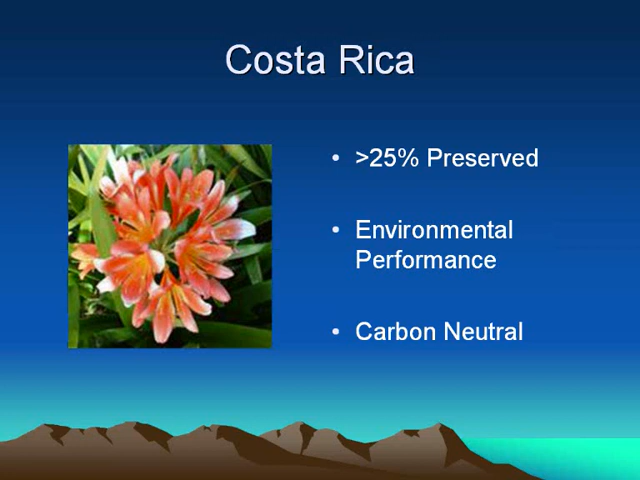 Costa Rica
• >25% Preserved
• Environmental
Performance
• Carbon Neutral